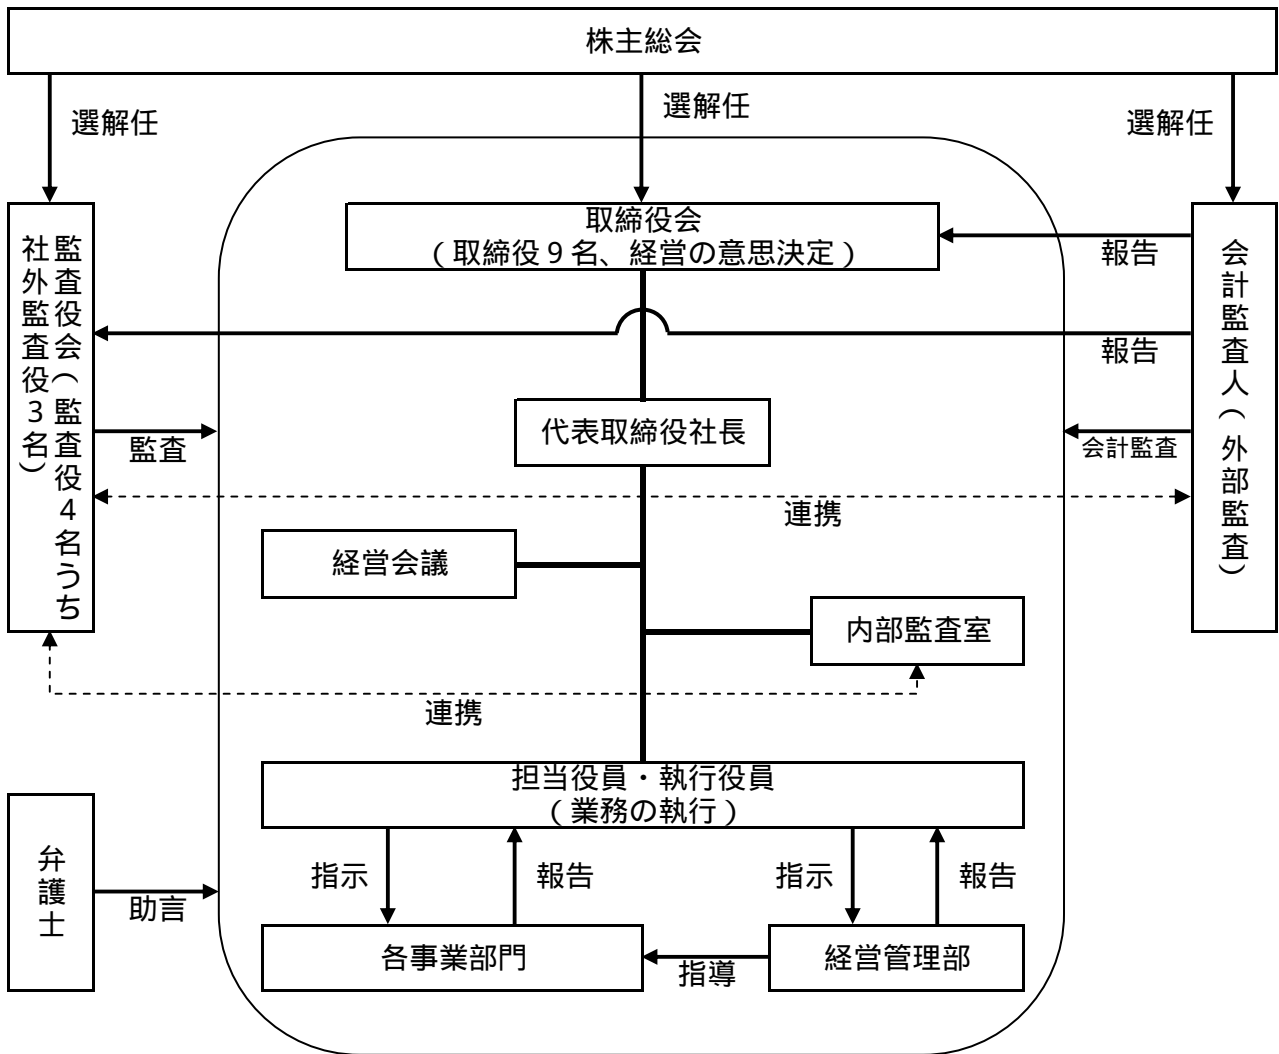 株主総会
選解任
選解任
選解任
取締役会
（取締役９名、経営の意思決定）
報告
監査役会（監査役４名うち
社外監査役３名）
会計監査人（外部監査）
報告
代表取締役社長
監査
会計監査
連携
経営会議
内部監査室
連携
担当役員・執行役員
（業務の執行）
弁護士
助言
指示
報告
指示
報告
各事業部門
指導
経営管理部